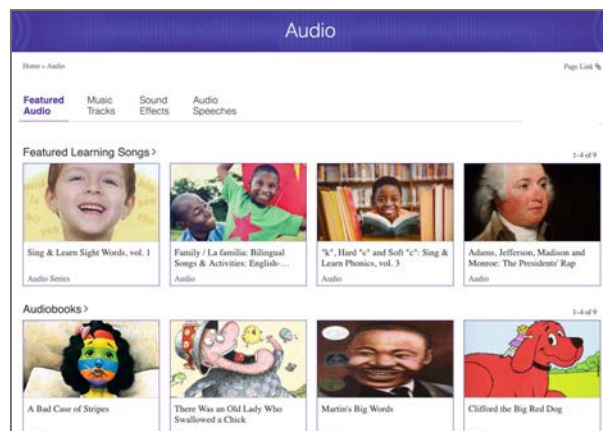 Audio
Home » Audio
Page Link
Featured Audio
Music Tracks
Sound Effects
Audio Speeches
Featured Learning Songs >
1-4 of 9
Sing & Learn Sight Words, vol. 1
Audio Series
Family / La familia: Bilingual
Songs & Activities: English-…
Audio
"k", Hard "c" and Soft "c": Sing &
Learn Phonics, vol. 3
Audio
Adams, Jefferson, Madison and
Monroe: The Presidents' Rap
Audio
Audiobooks >
1-4 of 9
A Bad Case of Stripes
There Was an Old Lady Who
Swallowed a Chick
Martin's Big Words
Clifford the Big Red Dog